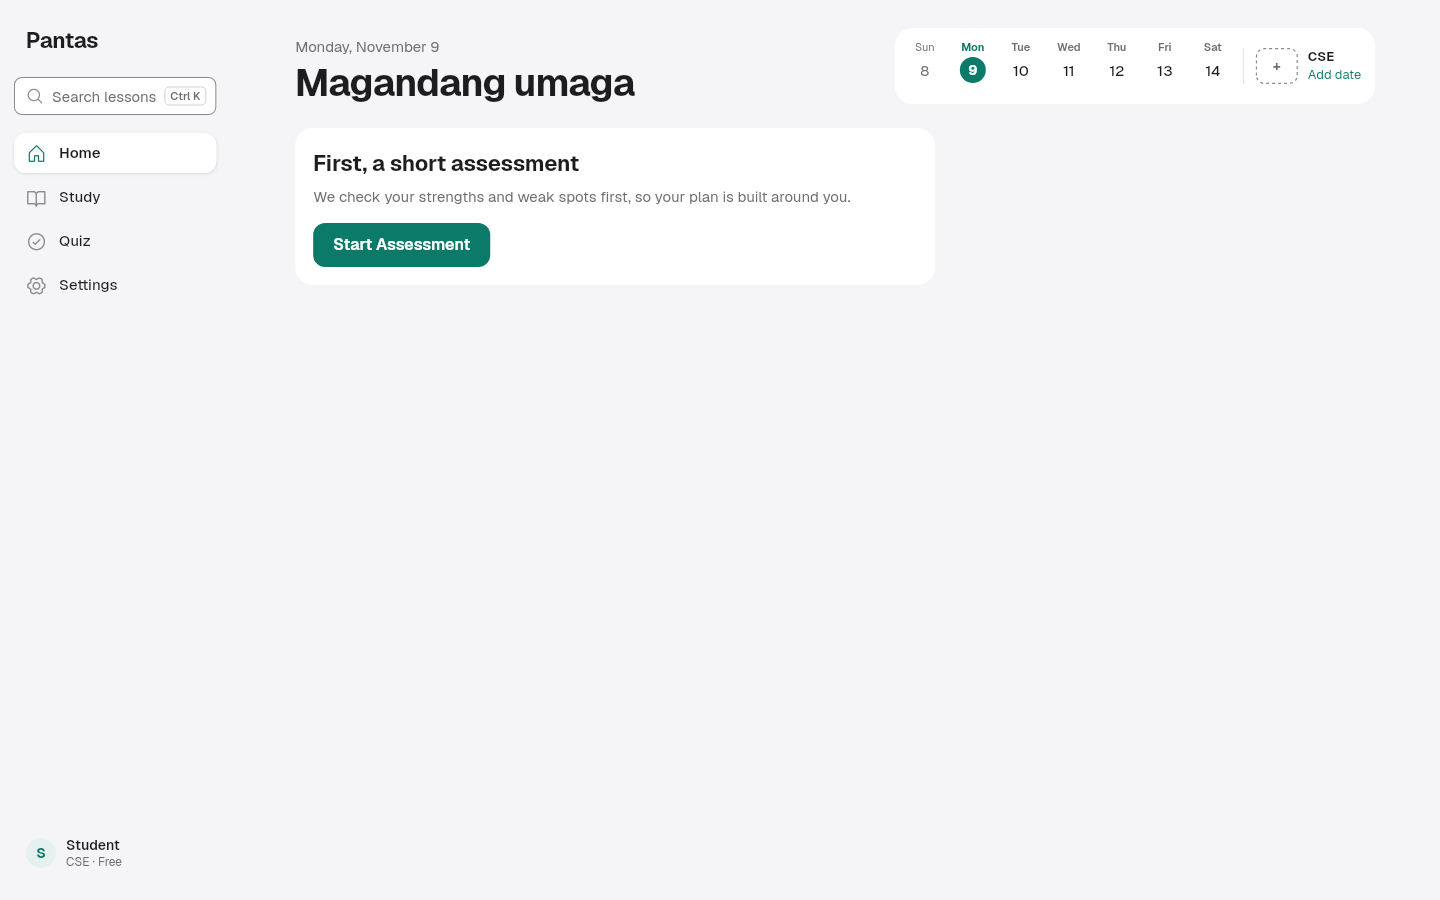 Pantas
Search lessons Ctrl K
Home
Study
Quiz
Settings
Student
S
CSE · Free
Monday, November 9
Magandang umaga
Sun Mon Tue Wed Thu Fri Sat
8 9 10 11 12 13 14
+
CSE
Add date
First, a short assessment
We check your strengths and weak spots first, so your plan is built around you.
Start Assessment